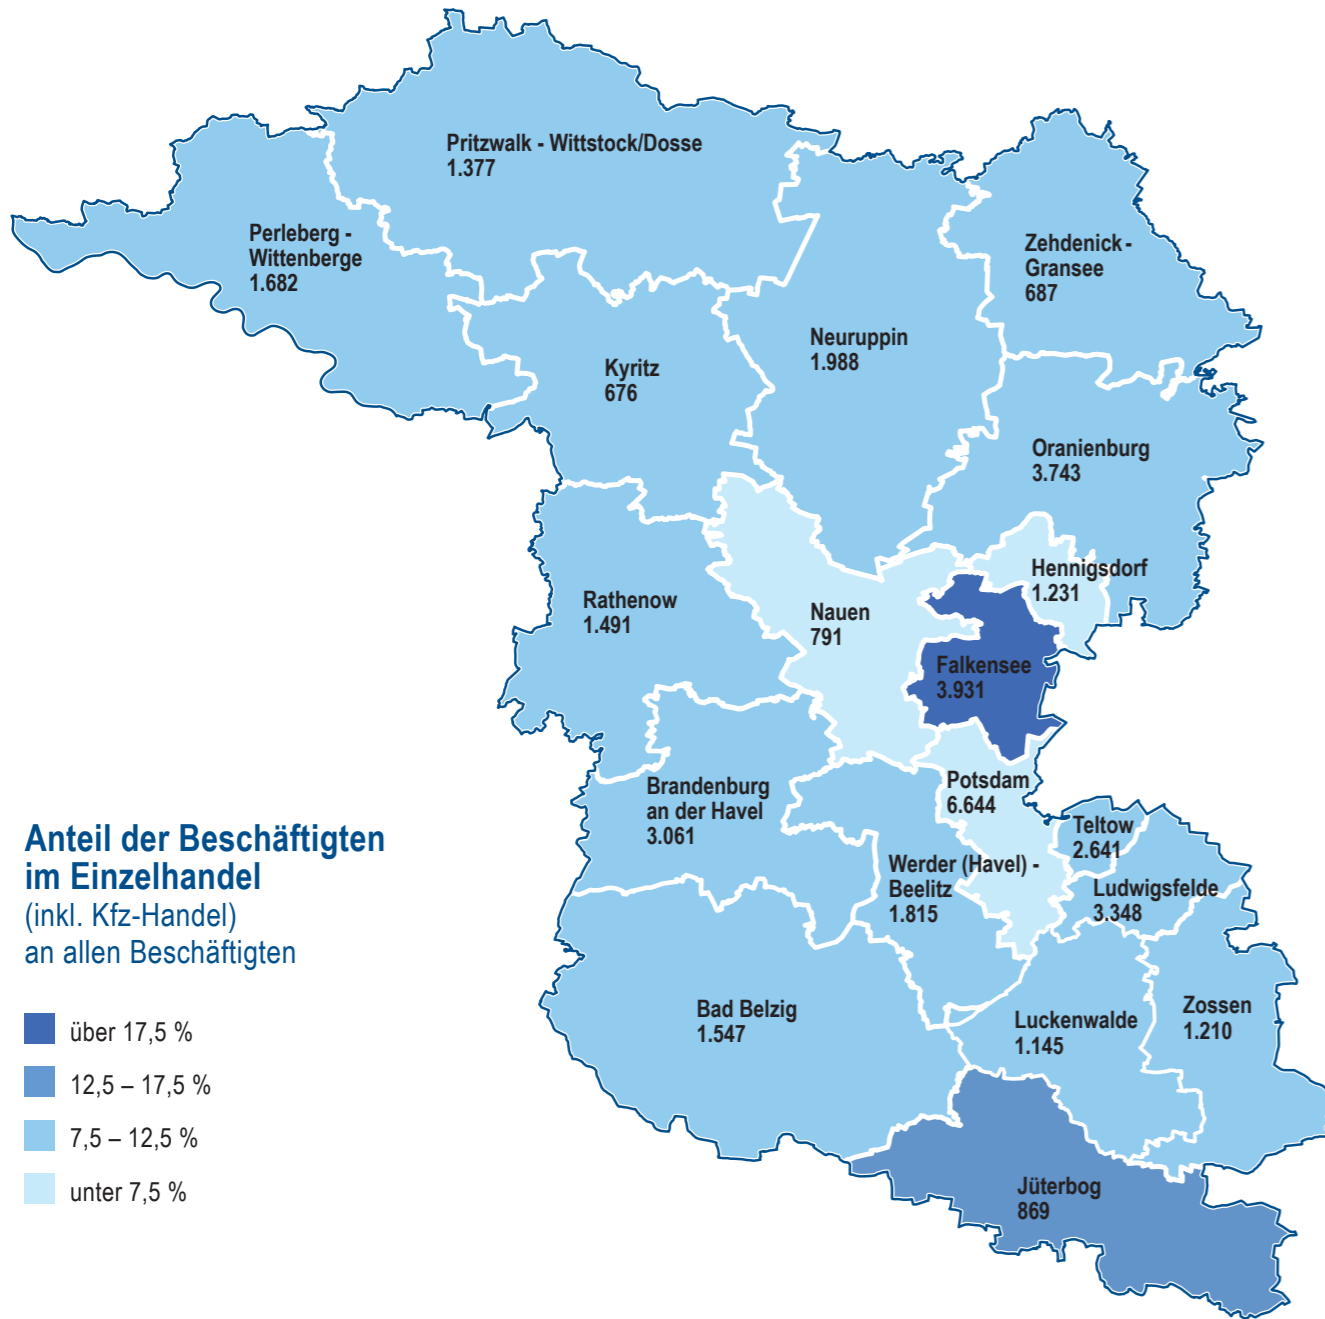 Pritzwalk - Wittstock/Dosse
1.377
Perleberg -
Wittenberge
1.682
Zehdenick -
Gransee
687
Neuruppin
1.988
Kyritz
676
Oranienburg
3.743
Hennigsdorf
1.231
Rathenow
1.491
Nauen
791
Falkensee
3.931
Brandenburg
an der Havel
3.061
Potsdam
6.644
Teltow
2.641
Werder (Havel) -
Beelitz
1.815
Ludwigsfelde
3.348
Bad Belzig
1.547
Luckenwalde
1.145
Zossen
1.210
Jüterbog
869
Anteil der Beschäftigten
im Einzelhandel
(inkl. Kfz-Handel)
an allen Beschäftigten
über 17,5 %
12,5 – 17,5 %
7,5 – 12,5 %
unter 7,5 %